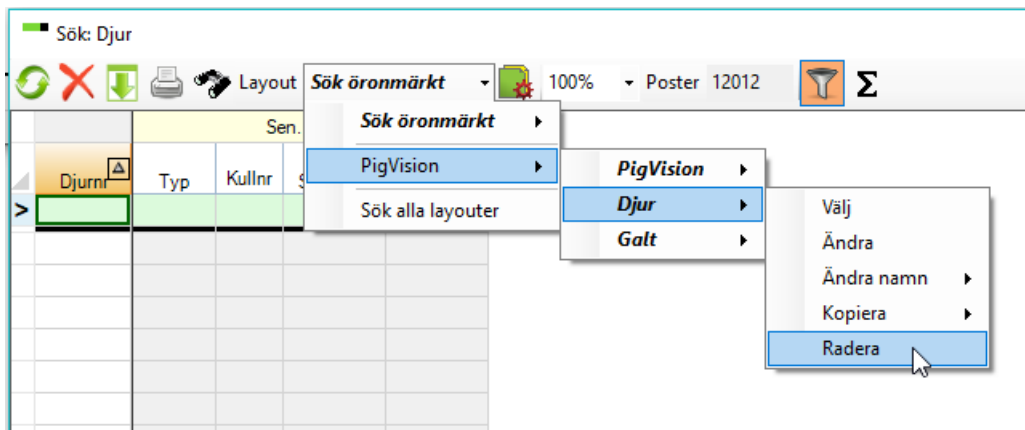 Sök: Djur
Layout Sök öronmärkt 100% Poster 12012 Σ
Sen.
Djurnr Typ Kullnr
>
Sök öronmärkt
PigVision
Sök alla layouter
PigVision
Djur
Galt
Välj
Ändra
Ändra namn
Kopiera
Radera